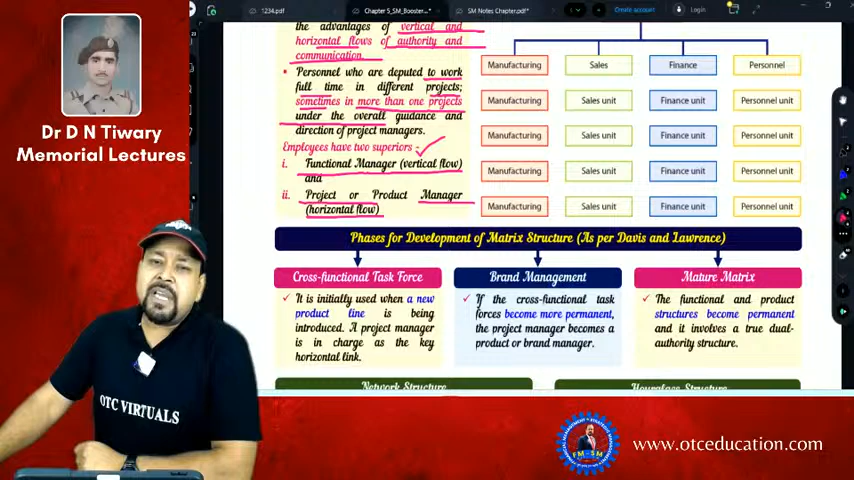 1234.pdf
Chapter 5_SM_Booster...*
SM Notes Chapter.pdf*
Create account
Login
the advantages of vertical and
horizontal flows of authority and
communication.
• Personnel who are deputed to work
full time in different projects;
sometimes in more than one projects
under the overall guidance and
direction of project managers.
Employees have two superiors -
i. Functional Manager (vertical flow)
and
ii. Project or Product Manager
(horizontal flow)
Manufacturing Sales Finance Personnel
Manufacturing Sales unit Finance unit Personnel unit
Manufacturing Sales unit Finance unit Personnel unit
Manufacturing Sales unit Finance unit Personnel unit
Manufacturing Sales unit Finance unit Personnel unit
Phases for Development of Matrix Structure (As per Davis and Lawrence)
Cross-functional Task Force
✓ It is initially used when a new
product line is being
introduced. A project manager
is in charge as the key
horizontal link.
Brand Management
✓ If the cross-functional task
forces become more permanent,
the project manager becomes a
product or brand manager.
Mature Matrix
✓ The functional and product
structures become permanent
and it involves a true dual-
authority structure.
Network Structure
Hourglass Structure
Dr D N Tiwary
Memorial Lectures
OTC VIRTUALS
FM-SM
www.otceducation.com